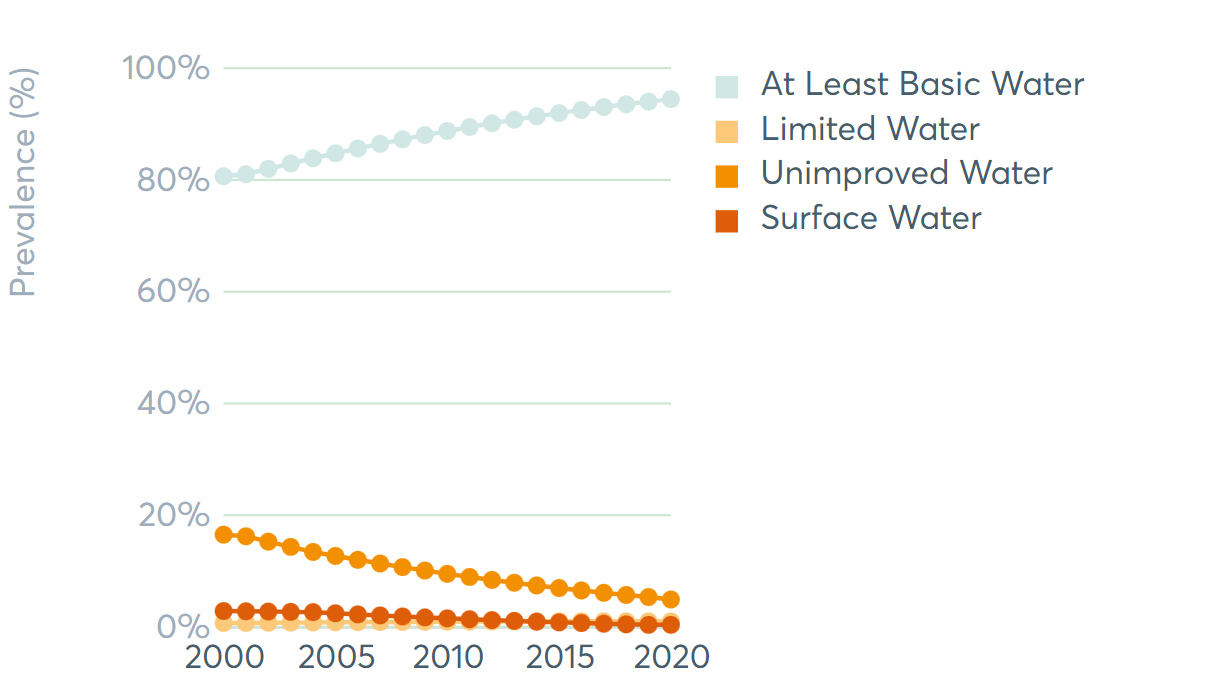 Prevalence (%)
100%
80%
60%
40%
20%
0%
2000 2005 2010 2015 2020
At Least Basic Water
Limited Water
Unimproved Water
Surface Water